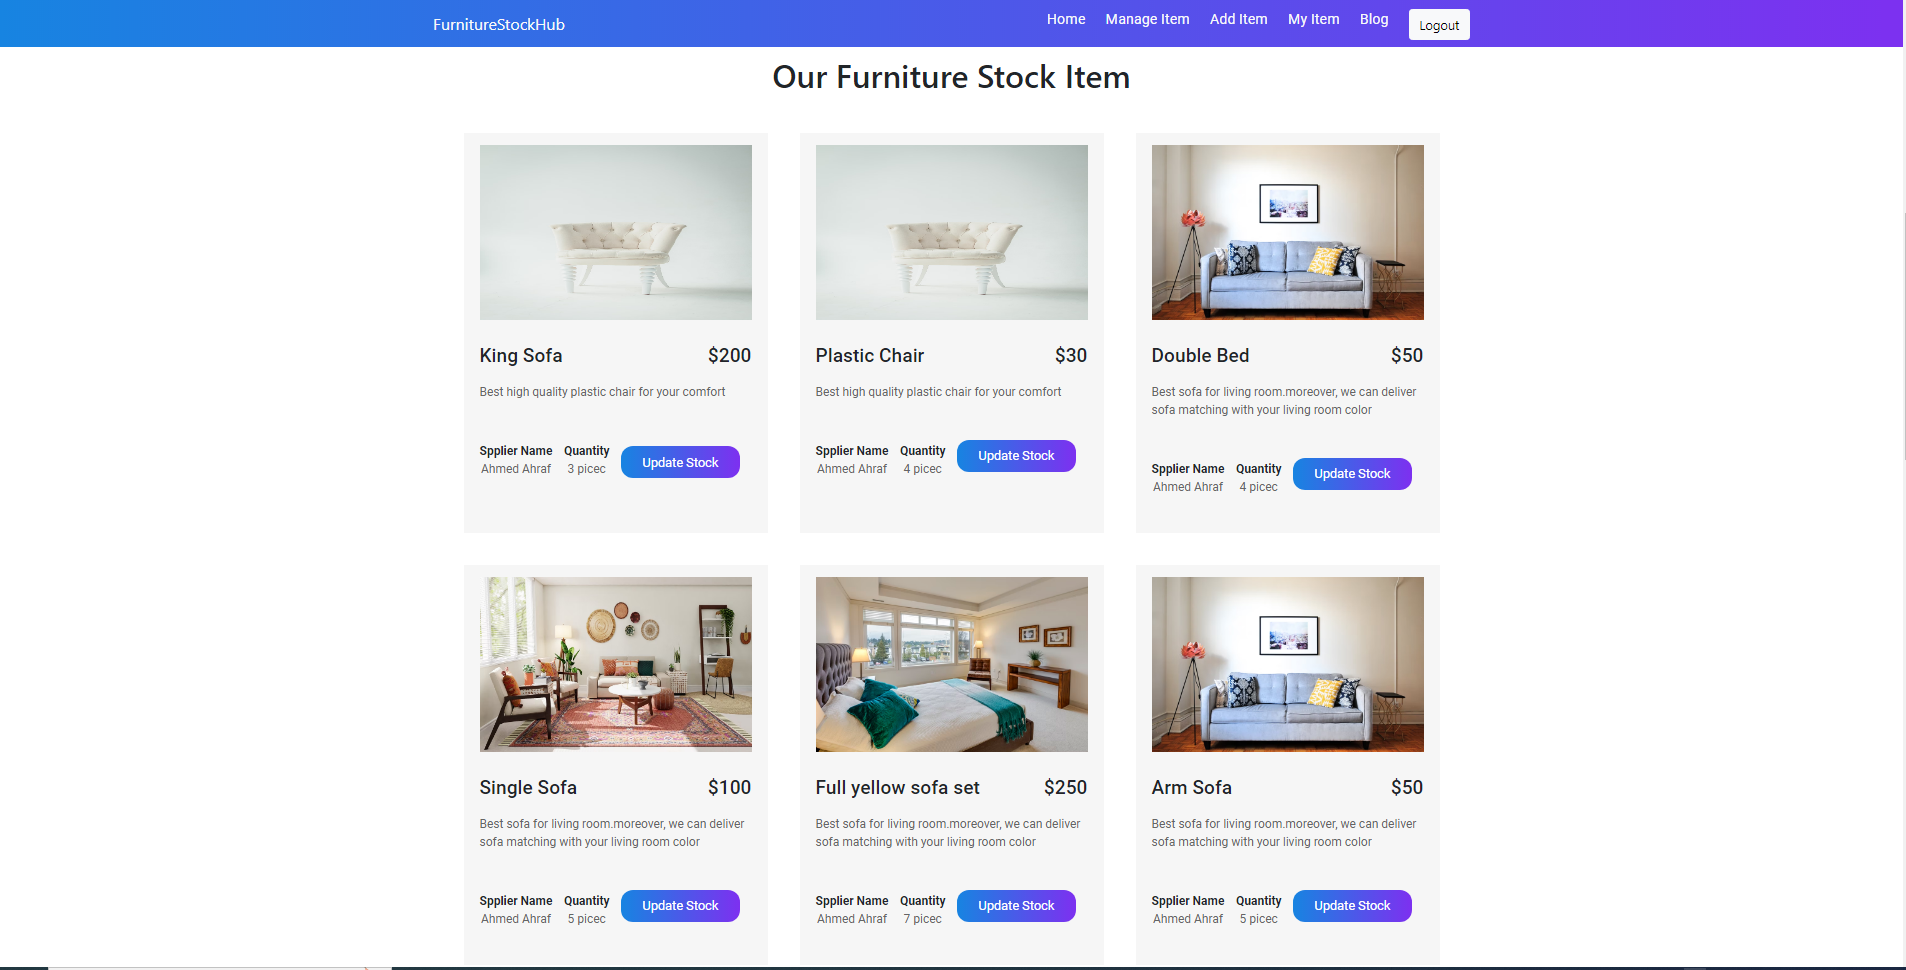 FurnitureStockHub
Home Manage Item Add Item My Item Blog Logout
Our Furniture Stock Item
King Sofa $200
Best high quality plastic chair for your comfort
Spplier Name Quantity
Ahmed Ahraf 3 picec
Update Stock
Plastic Chair $30
Best high quality plastic chair for your comfort
Spplier Name Quantity
Ahmed Ahraf 4 picec
Update Stock
Double Bed $50
Best sofa for living room.moreover, we can deliver
sofa matching with your living room color
Spplier Name Quantity
Ahmed Ahraf 4 picec
Update Stock
Single Sofa $100
Best sofa for living room.moreover, we can deliver
sofa matching with your living room color
Spplier Name Quantity
Ahmed Ahraf 5 picec
Update Stock
Full yellow sofa set $250
Best sofa for living room.moreover, we can deliver
sofa matching with your living room color
Spplier Name Quantity
Ahmed Ahraf 7 picec
Update Stock
Arm Sofa $50
Best sofa for living room.moreover, we can deliver
sofa matching with your living room color
Spplier Name Quantity
Ahmed Ahraf 5 picec
Update Stock